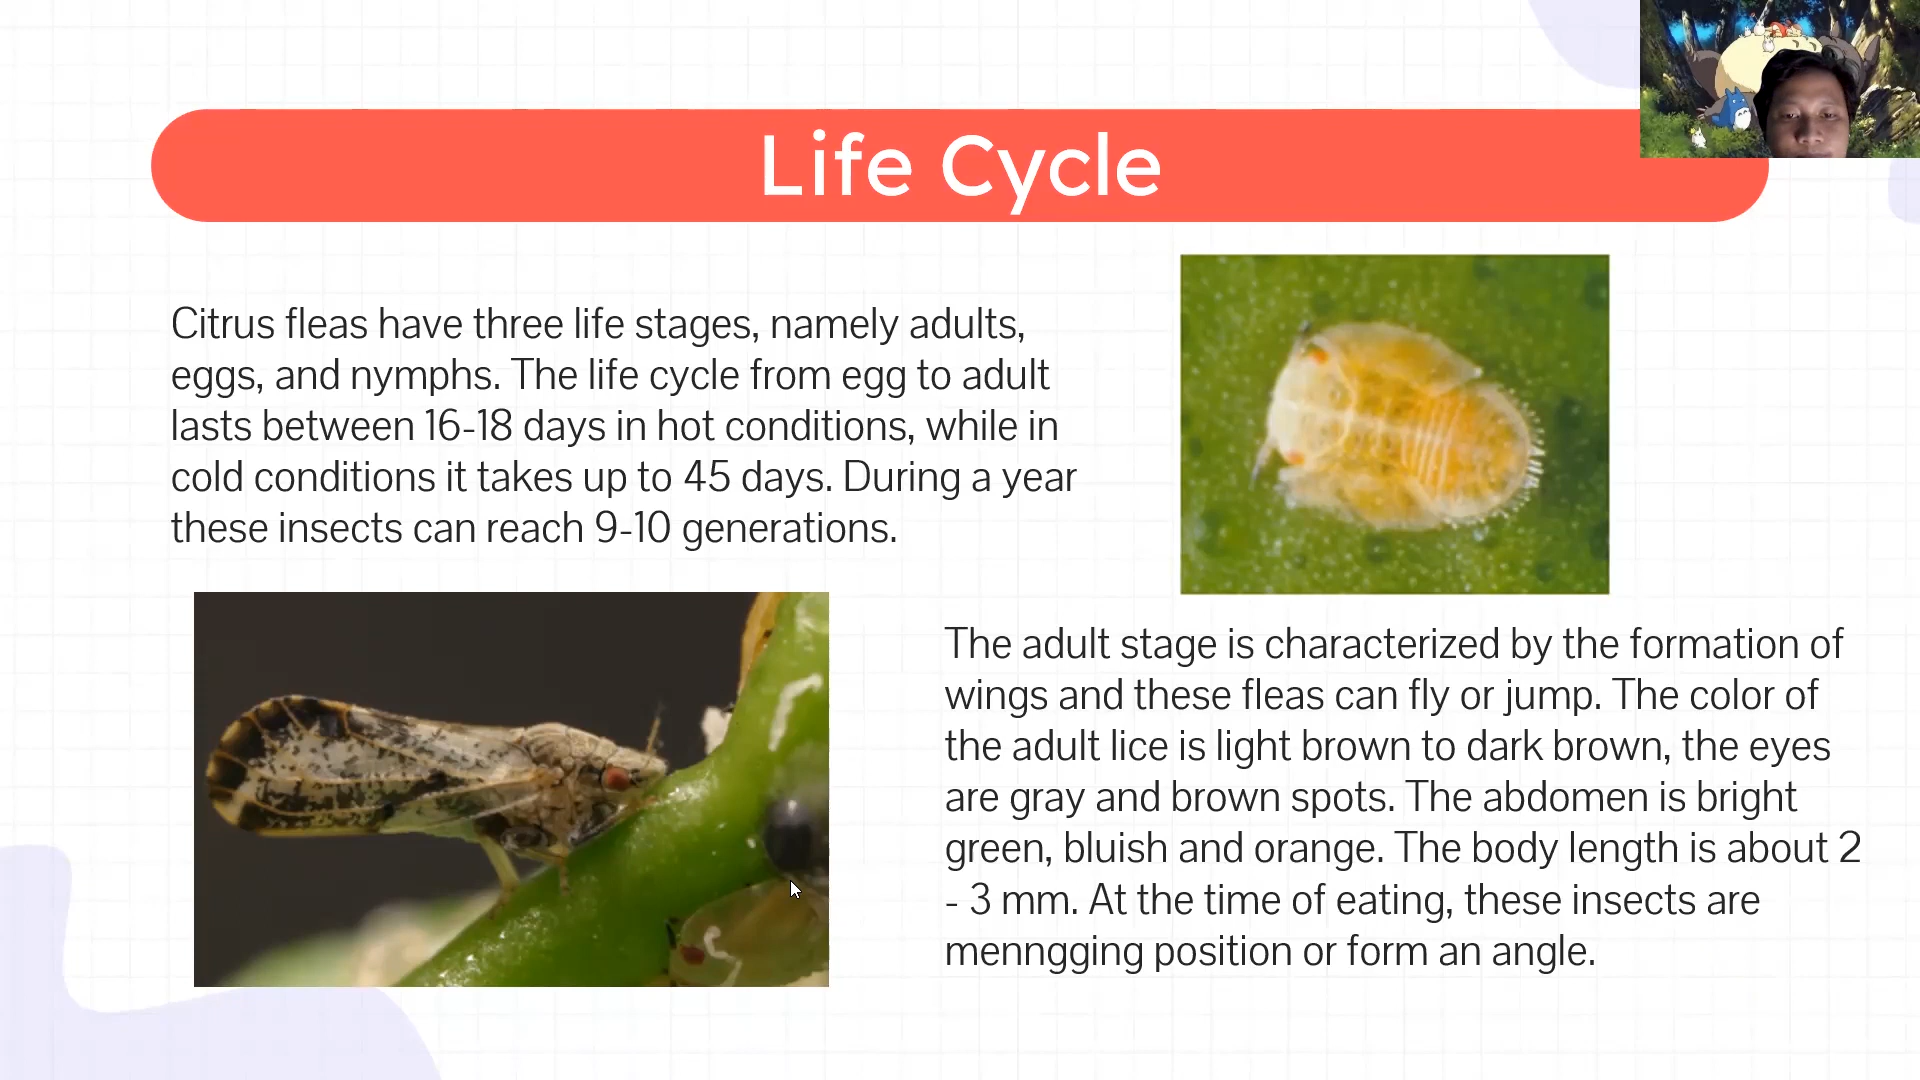 Life Cycle
Citrus fleas have three life stages, namely adults,
eggs, and nymphs. The life cycle from egg to adult
lasts between 16-18 days in hot conditions, while in
cold conditions it takes up to 45 days. During a year
these insects can reach 9-10 generations.
The adult stage is characterized by the formation of
wings and these fleas can fly or jump. The color of
the adult lice is light brown to dark brown, the eyes
are gray and brown spots. The abdomen is bright
green, bluish and orange. The body length is about 2
- 3 mm. At the time of eating, these insects are
menngging position or form an angle.